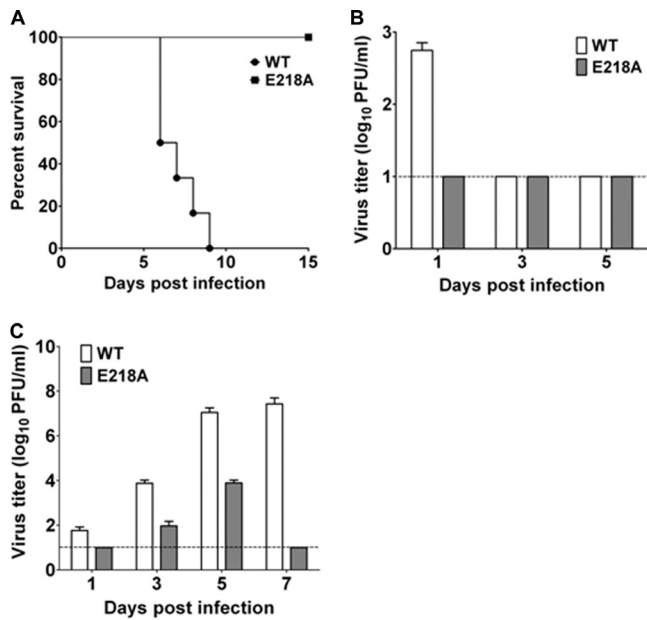 A
Percent survival
100
80
60
40
20
0
WT
E218A
0 5 10 15
Days post infection
B
Virus titer (log10 PFU/ml)
3
2
1
0
WT
E218A
1 3 5
Days post infection
C
Virus titer (log10 PFU/ml)
10
8
6
4
2
0
WT
E218A
1 3 5 7
Days post infection